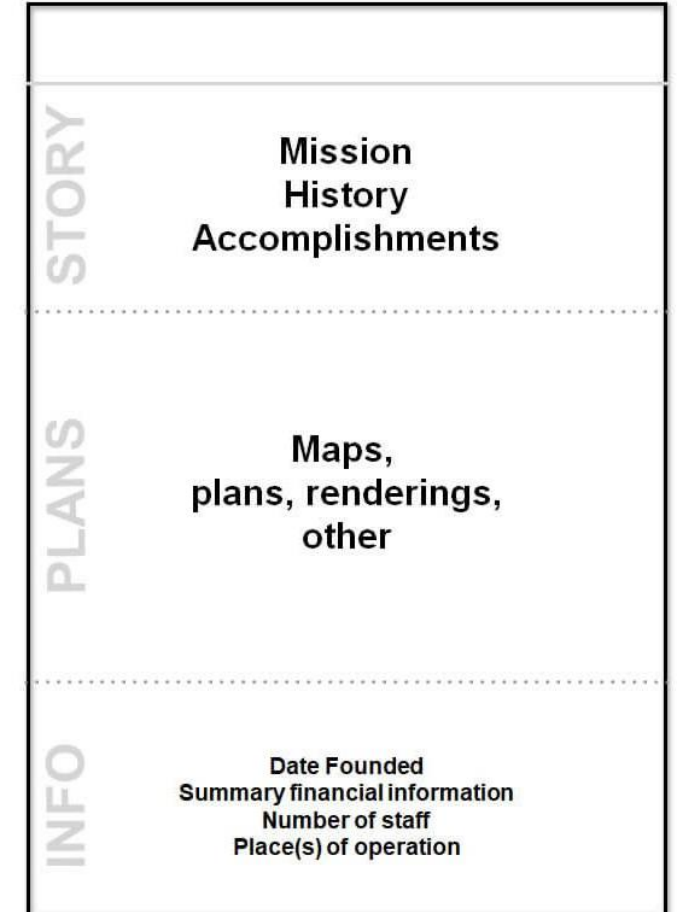 STORY
Mission
History
Accomplishments
PLANS
Maps,
plans, renderings,
other
INFO
Date Founded
Summary financial information
Number of staff
Place(s) of operation